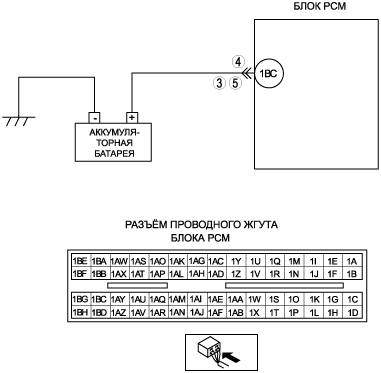 БЛОК PCM
4
1BC
3 5
- +
АККУМУЛЯ-
ТОРНАЯ
БАТАРЕЯ
РАЗЪЁМ ПРОВОДНОГО ЖГУТА
БЛОКА PCM
1BE 1BA 1AW 1AS 1AO 1AK 1AG 1AC 1Y 1U 1Q 1M 1I 1E 1A
1BF 1BB 1AX 1AT 1AP 1AL 1AH 1AD 1Z 1V 1R 1N 1J 1F 1B
1BG 1BC 1AY 1AU 1AQ 1AM 1AI 1AE 1AA 1W 1S 1O 1K 1G 1C
1BH 1BD 1AZ 1AV 1AR 1AN 1AJ 1AF 1AB 1X 1T 1P 1L 1H 1D